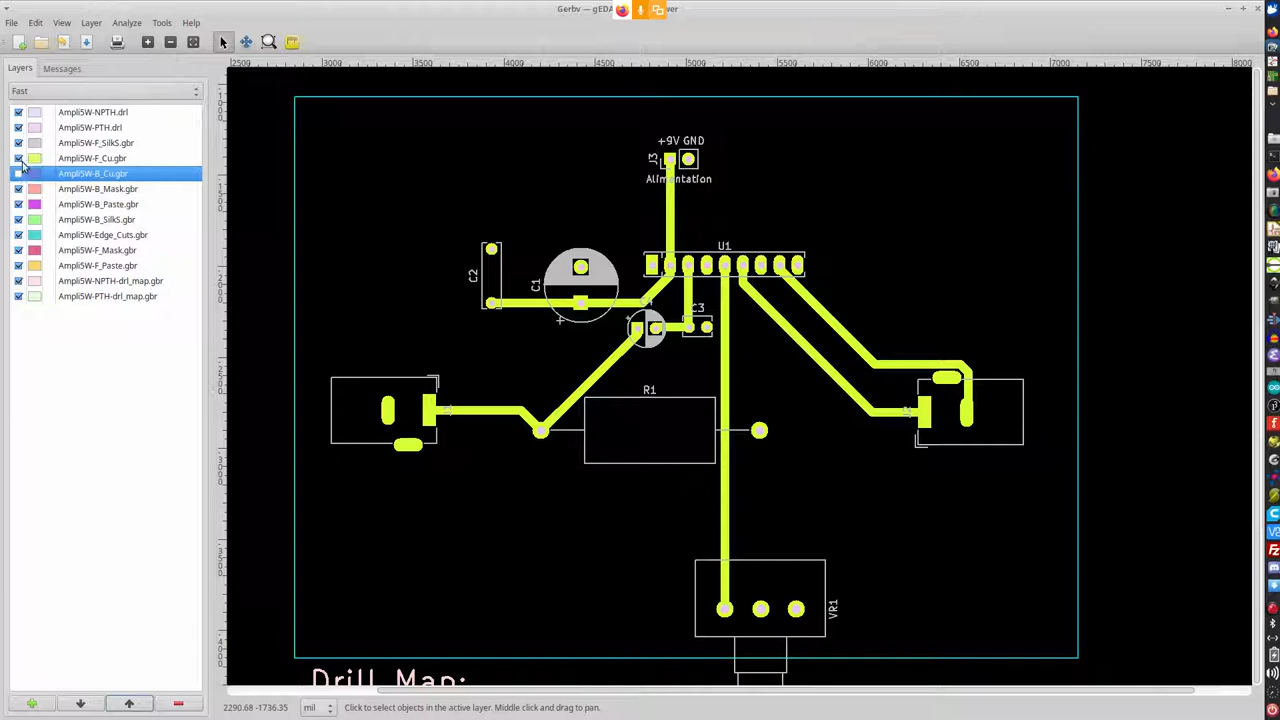 Gerbv — gEDA
wer
File Edit View Layer Analyze Tools Help
Layers Messages
Fast
Ampli5W-NPTH.drl
Ampli5W-PTH.drl
Ampli5W-F_SilkS.gbr
Ampli5W-F_Cu.gbr
Ampli5W-B_Cu.gbr
Ampli5W-B_Mask.gbr
Ampli5W-B_Paste.gbr
Ampli5W-B_SilkS.gbr
Ampli5W-Edge_Cuts.gbr
Ampli5W-F_Mask.gbr
Ampli5W-F_Paste.gbr
Ampli5W-NPTH-drl_map.gbr
Ampli5W-PTH-drl_map.gbr
2500 3000 3500 4000 4500 5000 5500 6000 6500 7000 7500 8000
+9V GND
J3
Alimentation
U1
C2
C1
+
C3
R1
VR1
Drill Map:
2290.68 -1736.35 mil Click to select objects in the active layer. Middle click and drag to pan.